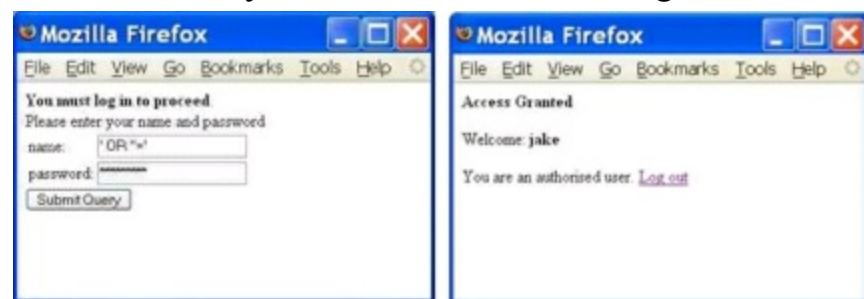 Mozilla Firefox
File Edit View Go Bookmarks Tools Help
You must log in to proceed
Please enter your name and password
name: ' OR ''='
password: *********
Submit Query
Mozilla Firefox
File Edit View Go Bookmarks Tools Help
Access Granted
Welcome: jake
You are an authorised user. Log out